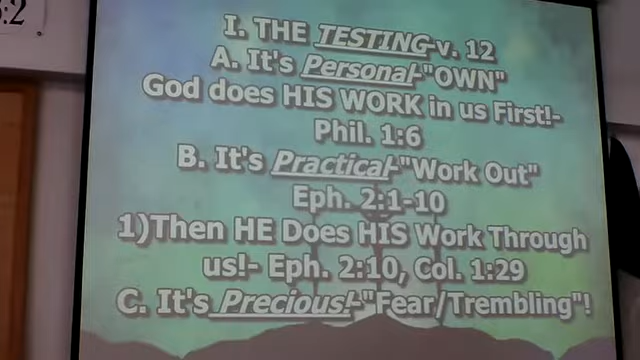 :2
I. THE TESTING-v. 12
A. It's Personal-"OWN"
God does HIS WORK in us First!-
Phil. 1:6
B. It's Practical-"Work Out"
Eph. 2:1-10
1)Then HE Does HIS Work Through
us!- Eph. 2:10, Col. 1:29
C. It's Precious!-"Fear/Trembling"!